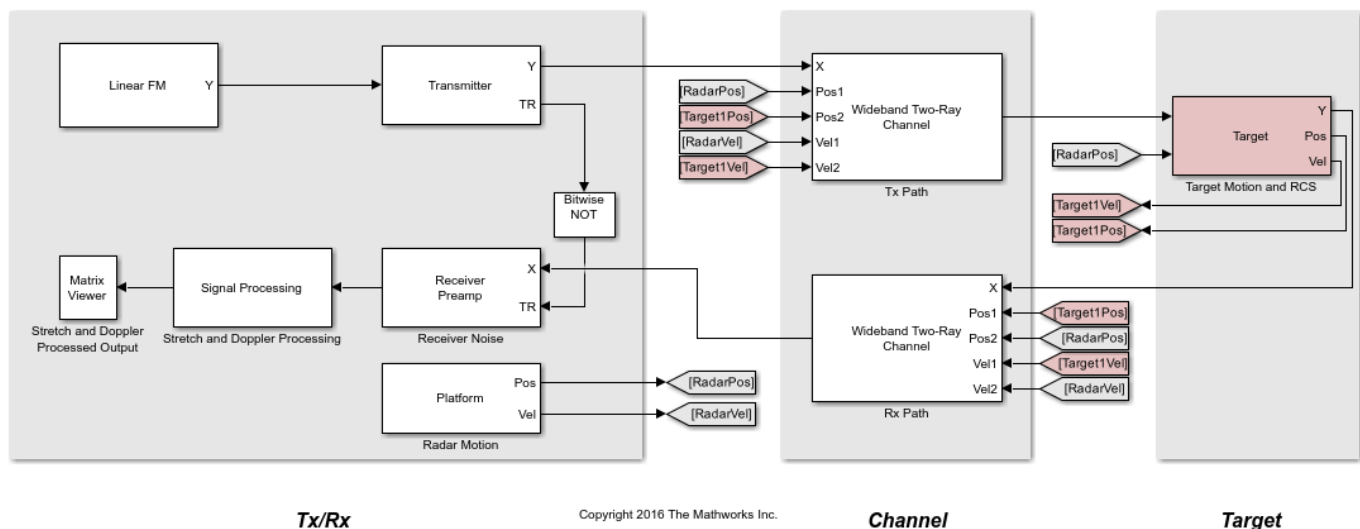 Linear FM
Y
Transmitter
Y
TR
Bitwise
NOT
Matrix
Viewer
Stretch and Doppler
Processed Output
Signal Processing
Stretch and Doppler Processing
Receiver
Preamp
X
TR
Receiver Noise
Platform
Pos
Vel
Radar Motion
[RadarPos]
[RadarVel]
[RadarPos]
[Target1Pos]
[RadarVel]
[Target1Vel]
X
Pos1
Pos2
Vel1
Vel2
Wideband Two-Ray
Channel
Tx Path
Wideband Two-Ray
Channel
X
Pos1
Pos2
Vel1
Vel2
Rx Path
[Target1Pos]
[RadarPos]
[Target1Vel]
[RadarVel]
[RadarPos]
Target
Y
Pos
Vel
Target Motion and RCS
[Target1Vel]
[Target1Pos]
Tx/Rx
Copyright 2016 The Mathworks Inc.
Channel
Target